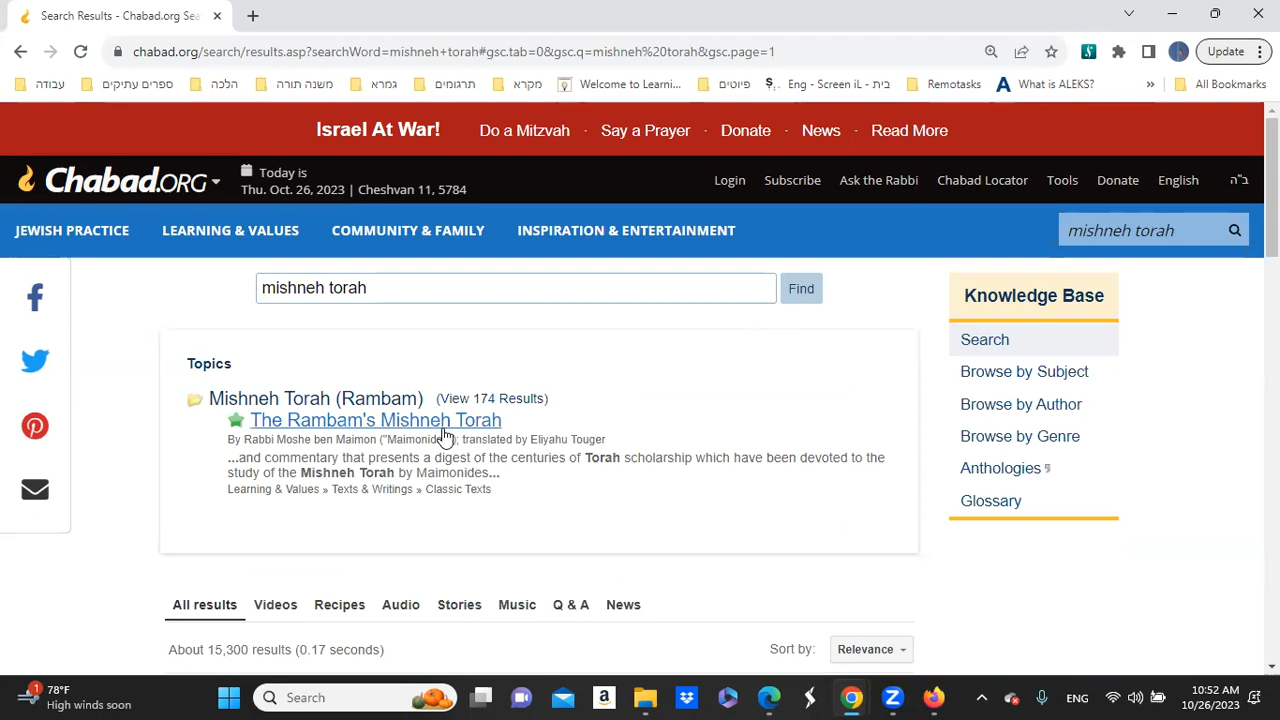 Search Results - Chabad.org Sea
chabad.org/search/results.asp?searchWord=mishneh+torah#gsc.tab=0&gsc.q=mishneh%20torah&gsc.page=1
Update
עבודה ספרים עתיקים הלכה משנה תורה גמרא תרגומים מקרא Welcome to Learni... פיוטים Eng - Screen iL - בית Remotasks What is ALEKS? » All Bookmarks
Israel At War! Do a Mitzvah · Say a Prayer · Donate · News · Read More
Chabad.ORG
Today is
Thu. Oct. 26, 2023 | Cheshvan 11, 5784
Login Subscribe Ask the Rabbi Chabad Locator Tools Donate English ב"ה
JEWISH PRACTICE LEARNING & VALUES COMMUNITY & FAMILY INSPIRATION & ENTERTAINMENT mishneh torah
mishneh torah Find
Topics
Mishneh Torah (Rambam) (View 174 Results)
The Rambam's Mishneh Torah
By Rabbi Moshe ben Maimon ("Maimonides"); translated by Eliyahu Touger
...and commentary that presents a digest of the centuries of Torah scholarship which have been devoted to the
study of the Mishneh Torah by Maimonides...
Learning & Values » Texts & Writings » Classic Texts
Knowledge Base
Search
Browse by Subject
Browse by Author
Browse by Genre
Anthologies
Glossary
All results Videos Recipes Audio Stories Music Q & A News
About 15,300 results (0.17 seconds)
Sort by: Relevance
1
78°F
High winds soon
Search
ENG
10:52 AM
10/26/2023